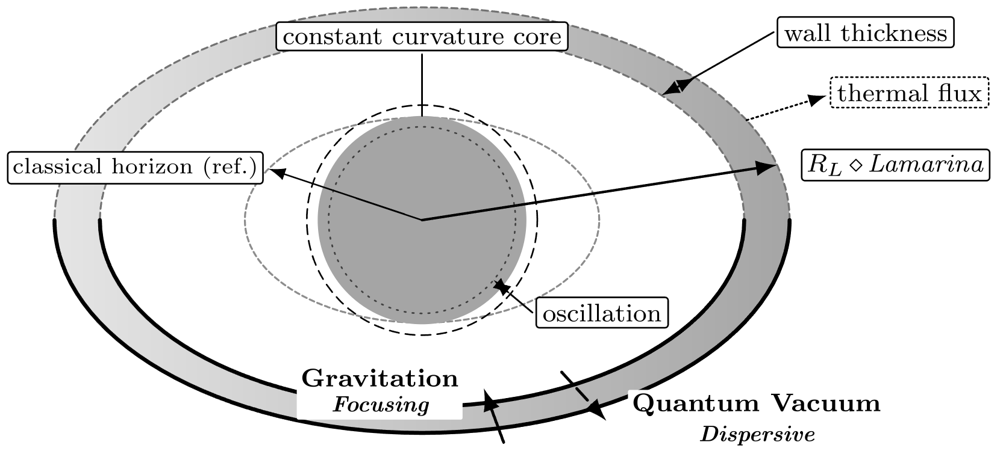 constant curvature core
wall thickness
thermal flux
classical horizon (ref.)
R_L ⋄ Lamarina
oscillation
Gravitation
Focusing
Quantum Vacuum
Dispersive